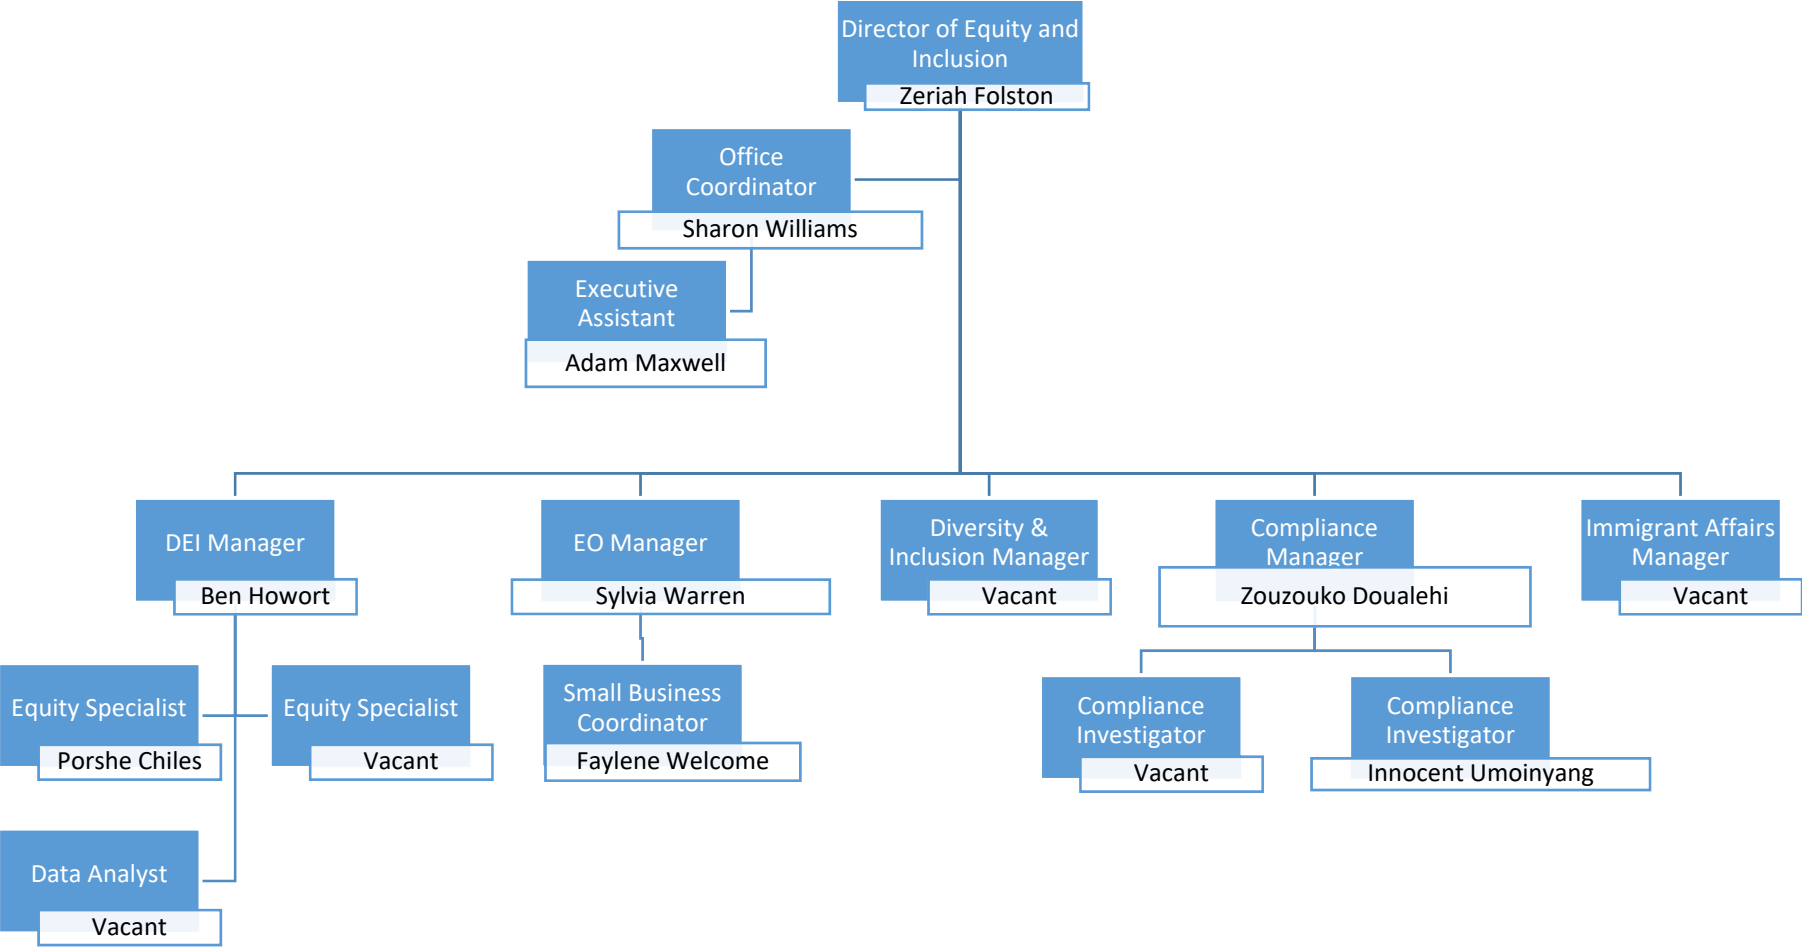 Director of Equity and
Inclusion
Zeriah Folston
Office
Coordinator
Sharon Williams
Executive
Assistant
Adam Maxwell
DEI Manager
Ben Howort
EO Manager
Sylvia Warren
Diversity &
Inclusion Manager
Vacant
Compliance
Manager
Zouzouko Doualehi
Immigrant Affairs
Manager
Vacant
Equity Specialist
Porshe Chiles
Equity Specialist
Vacant
Small Business
Coordinator
Faylene Welcome
Compliance
Investigator
Vacant
Compliance
Investigator
Innocent Umoinyang
Data Analyst
Vacant